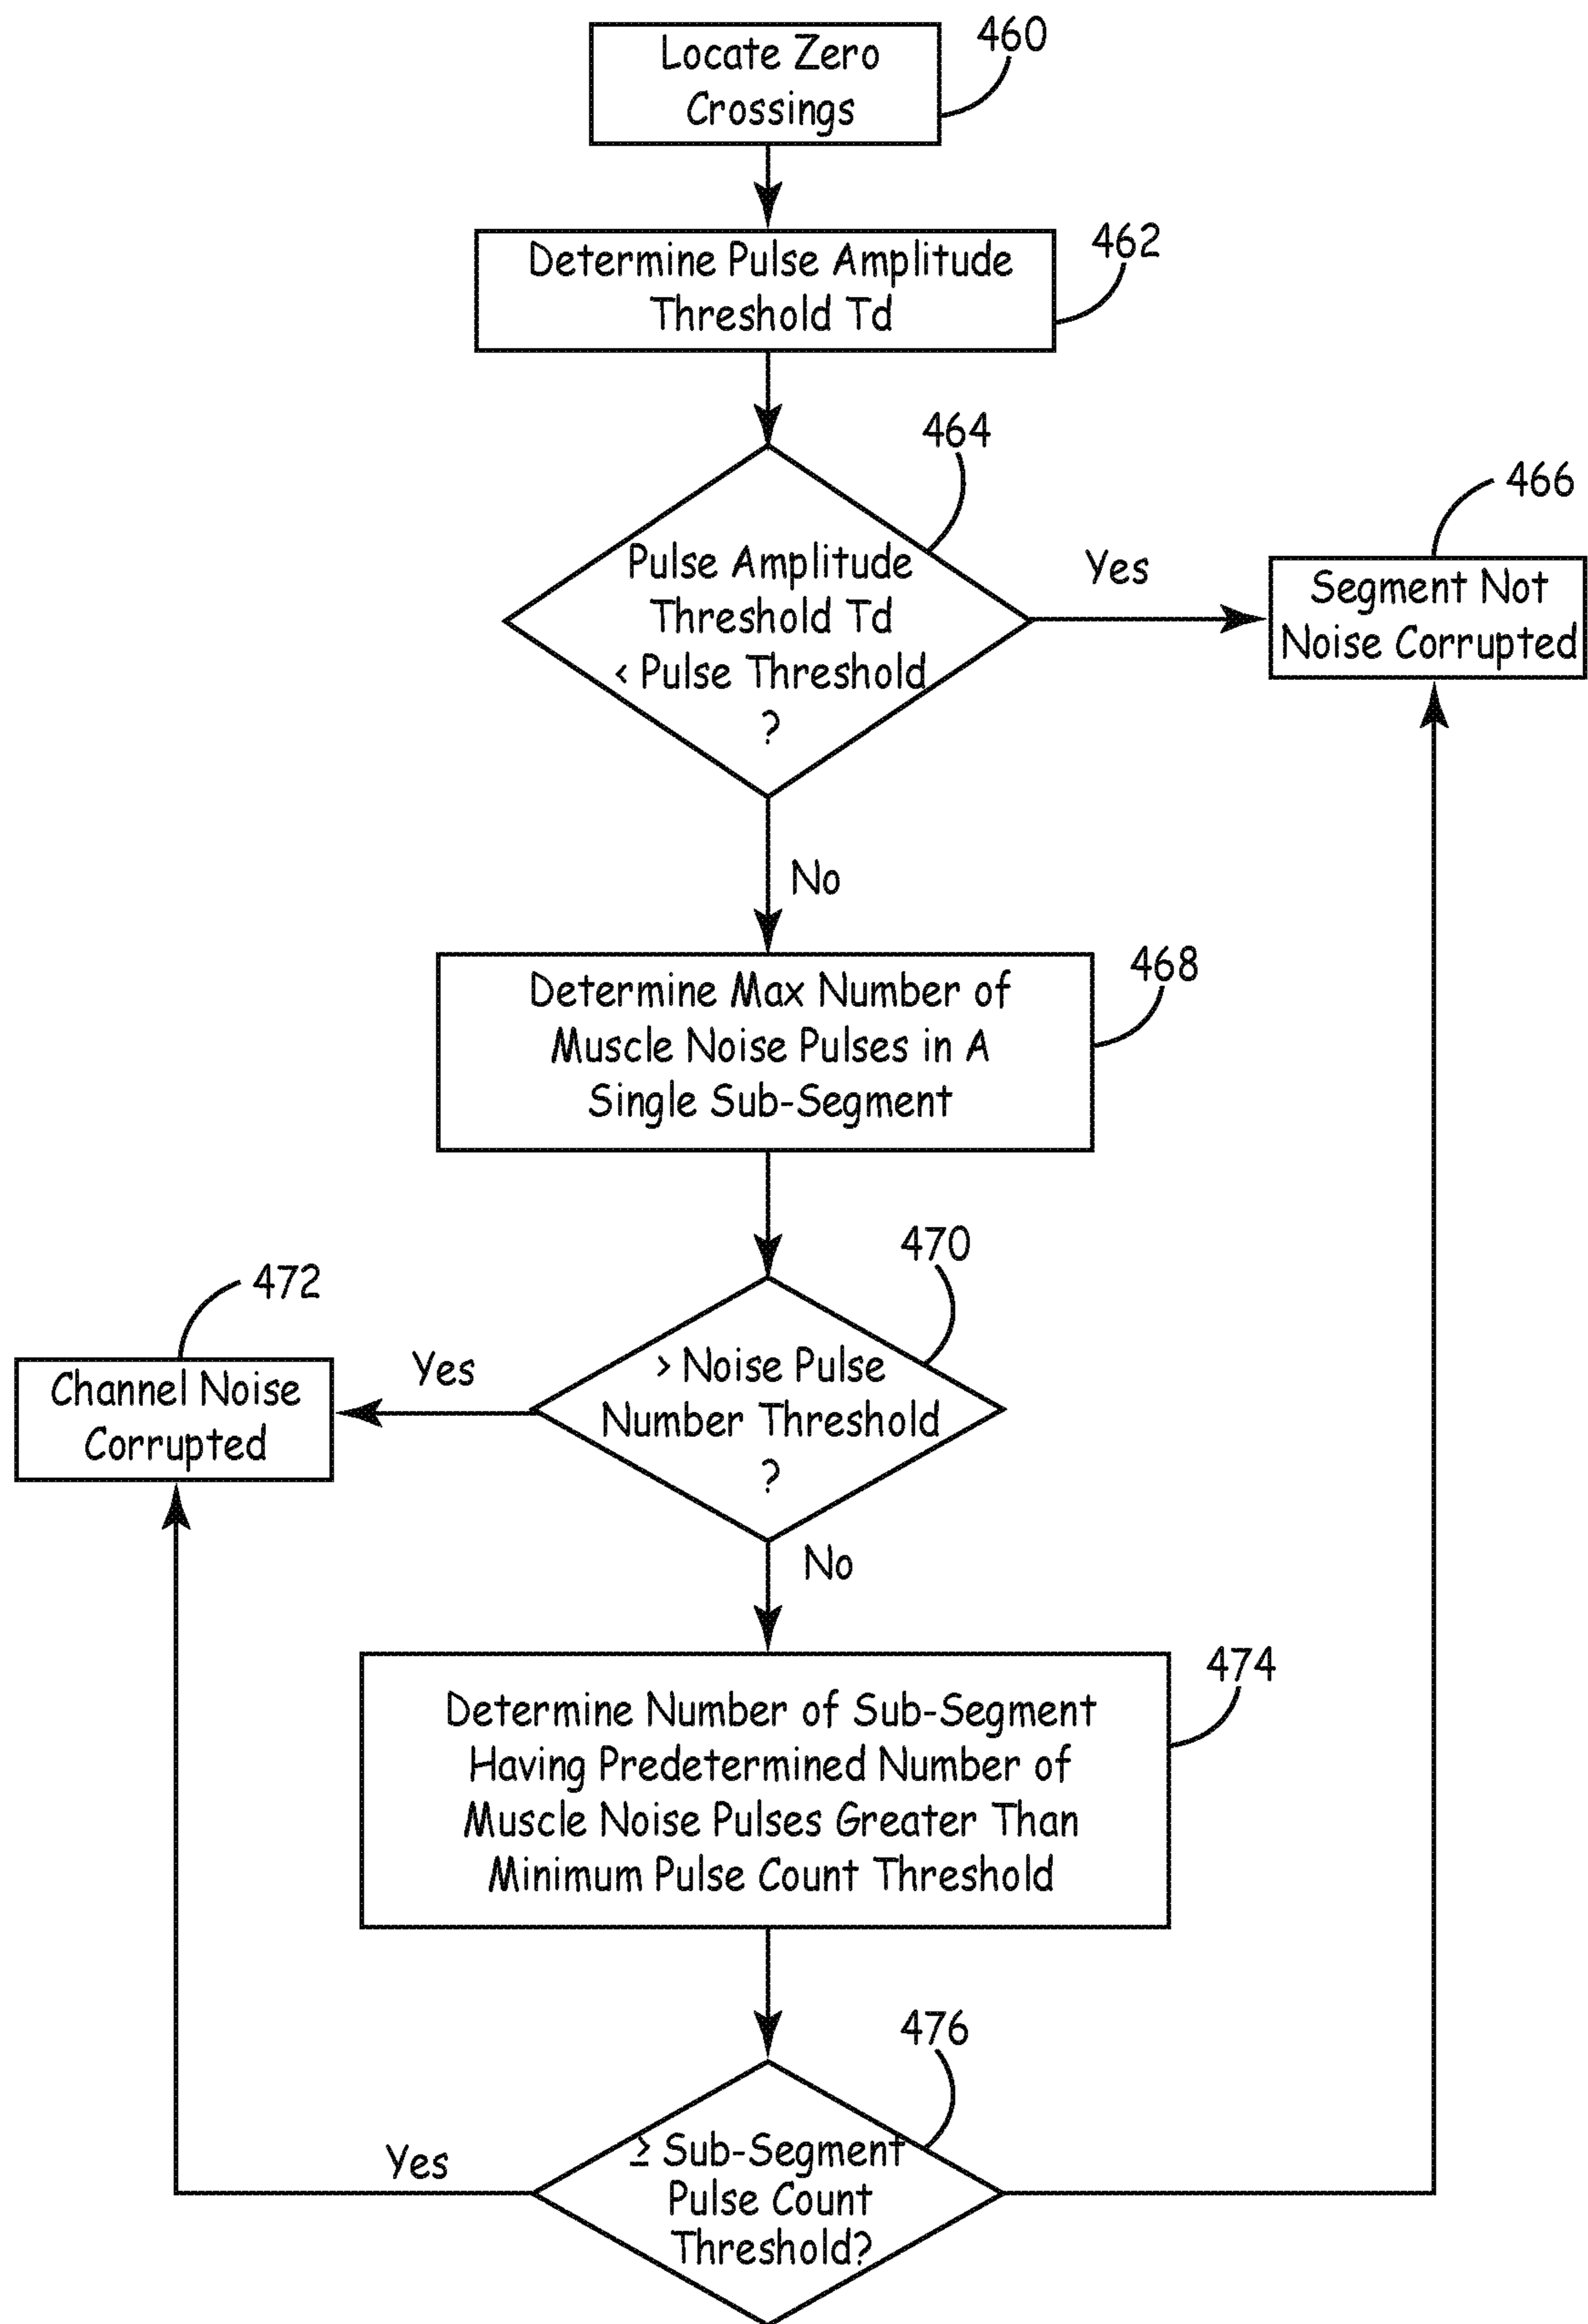 460
Locate Zero
Crossings
462
Determine Pulse Amplitude
Threshold Td
464
Pulse Amplitude
Threshold Td
< Pulse Threshold
?
Yes
466
Segment Not
Noise Corrupted
No
468
Determine Max Number of
Muscle Noise Pulses in A
Single Sub-Segment
470
> Noise Pulse
Number Threshold
?
Yes
472
Channel Noise
Corrupted
No
474
Determine Number of Sub-Segment
Having Predetermined Number of
Muscle Noise Pulses Greater Than
Minimum Pulse Count Threshold
476
≥ Sub-Segment
Pulse Count
Threshold?
Yes